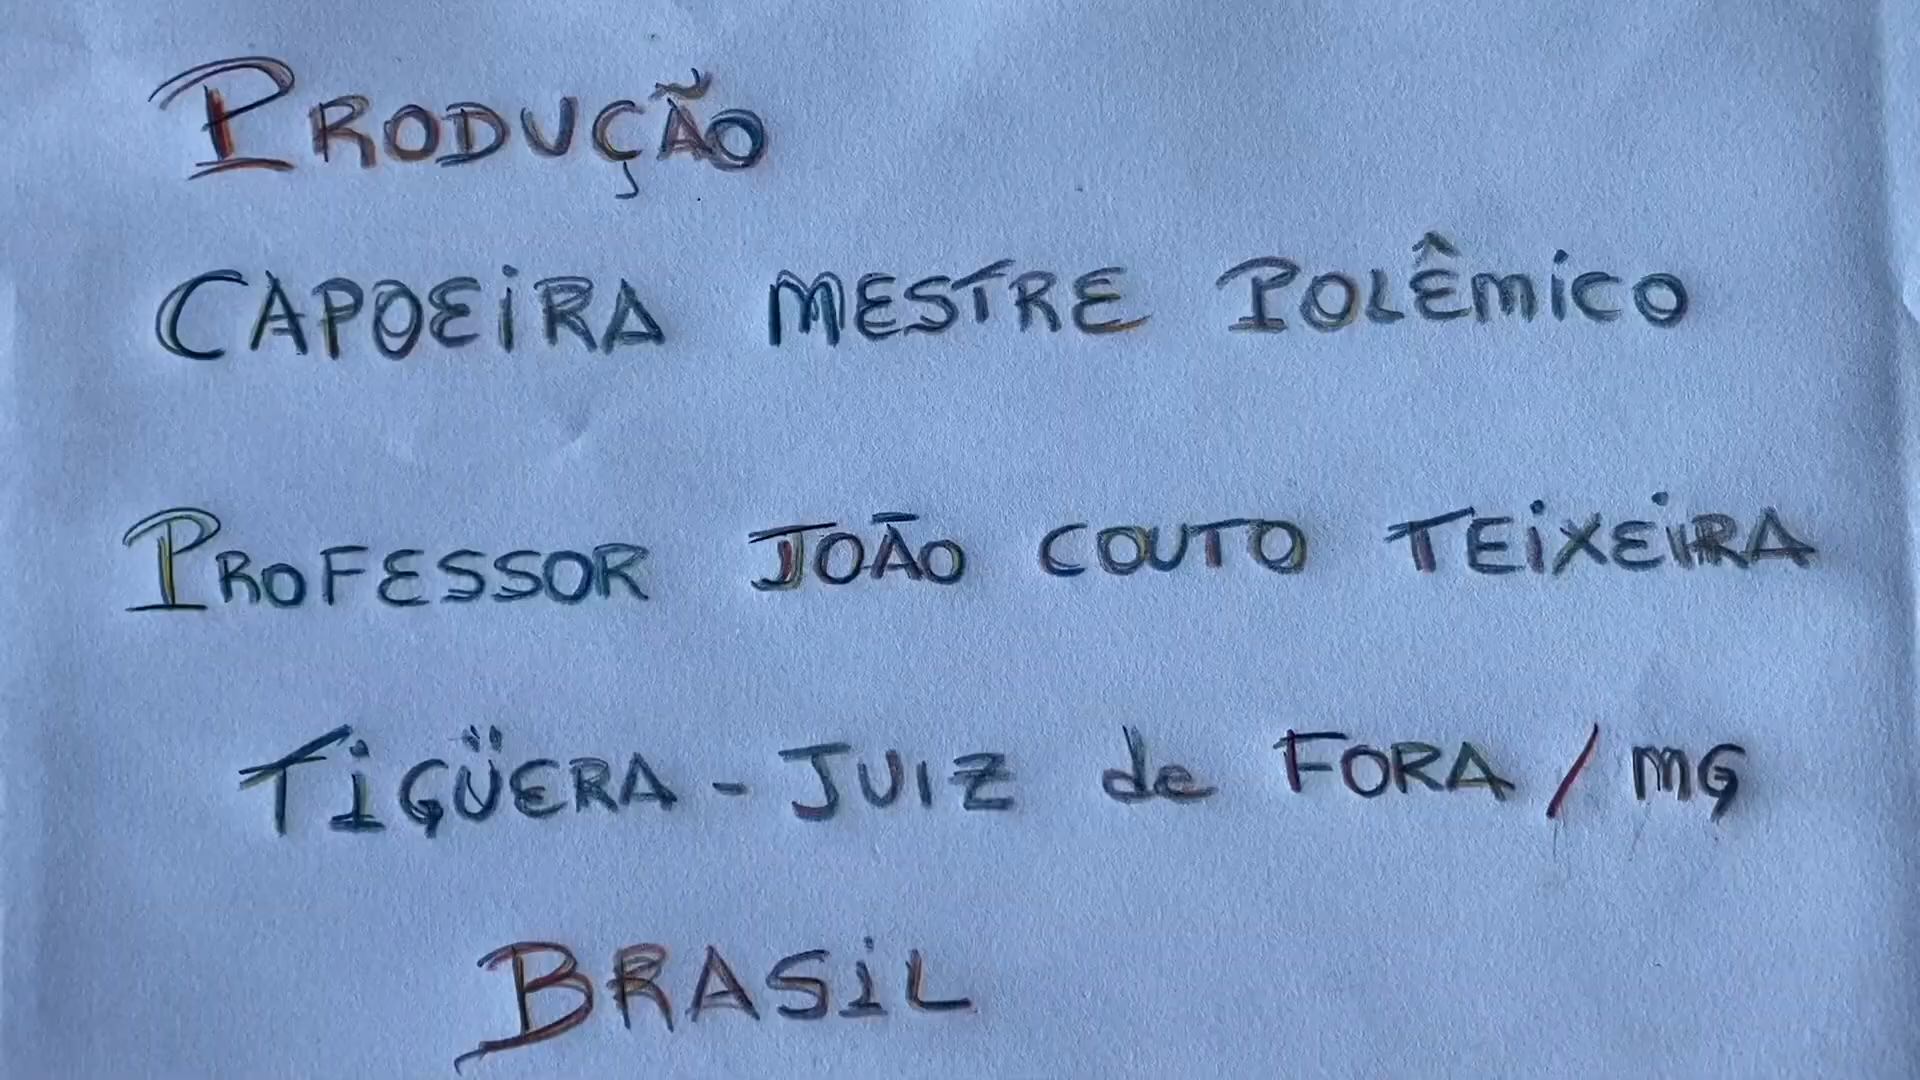 PRODUÇÃO
CAPOEiRA MESTRE POLÊMiCO
PROFESSOR JOÃO COUTO TEiXEiRA
TiGÜERA - JUIZ de FORA / MG
BRASiL